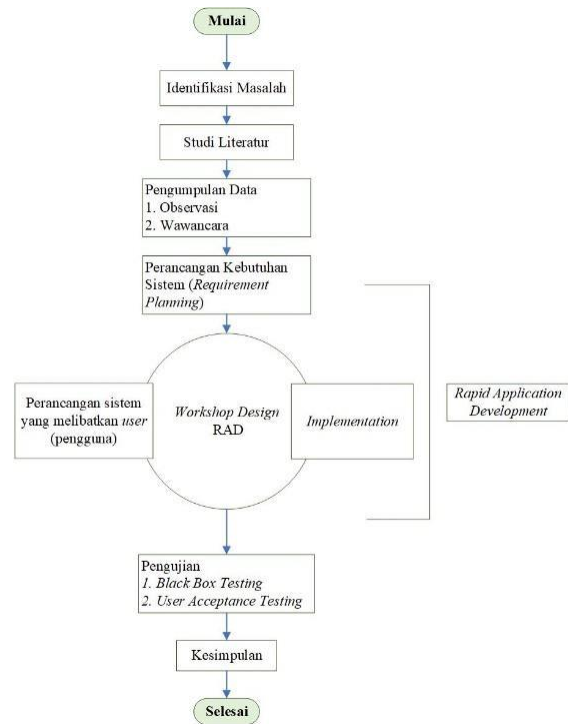 Mulai
Identifikasi Masalah
Studi Literatur
Pengumpulan Data
1. Observasi
2. Wawancara
Perancangan Kebutuhan
Sistem (Requirement
Planning)
Perancangan sistem
yang melibatkan user
(pengguna)
Workshop Design
RAD
Implementation
Rapid Application
Development
Pengujian
1. Black Box Testing
2. User Acceptance Testing
Kesimpulan
Selesai